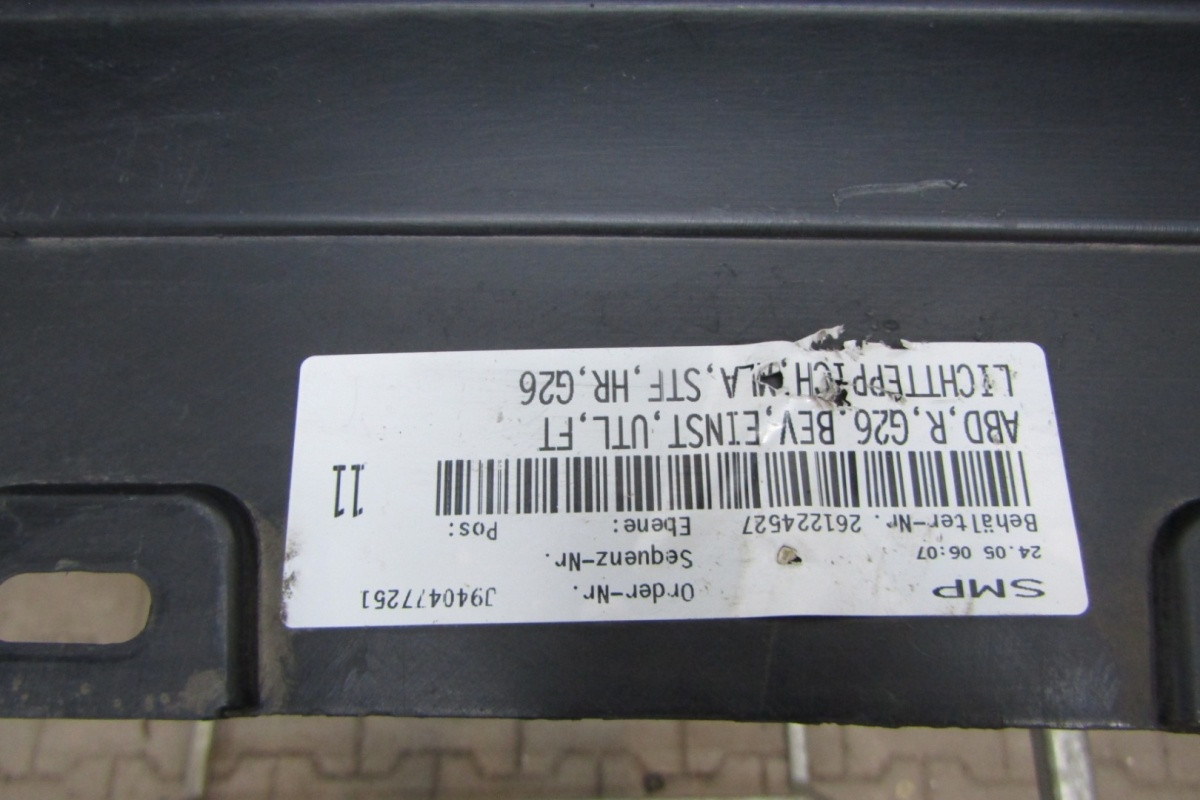 SMP Order-Nr. J940477251
24.05 06:07 Sequenz-Nr.
Behälter-Nr. 261224527 Ebene: Pos:
11
ABD,R,G26.BEV,EINST,UTL,FT
LICHTTEPPICH,MLA,STF,HR,G26